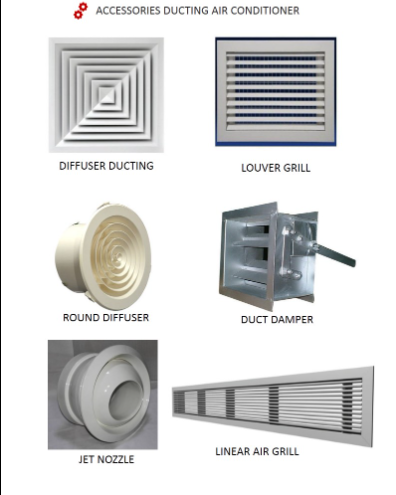 ACCESSORIES DUCTING AIR CONDITIONER
DIFFUSER DUCTING
LOUVER GRILL
ROUND DIFFUSER
DUCT DAMPER
JET NOZZLE
LINEAR AIR GRILL